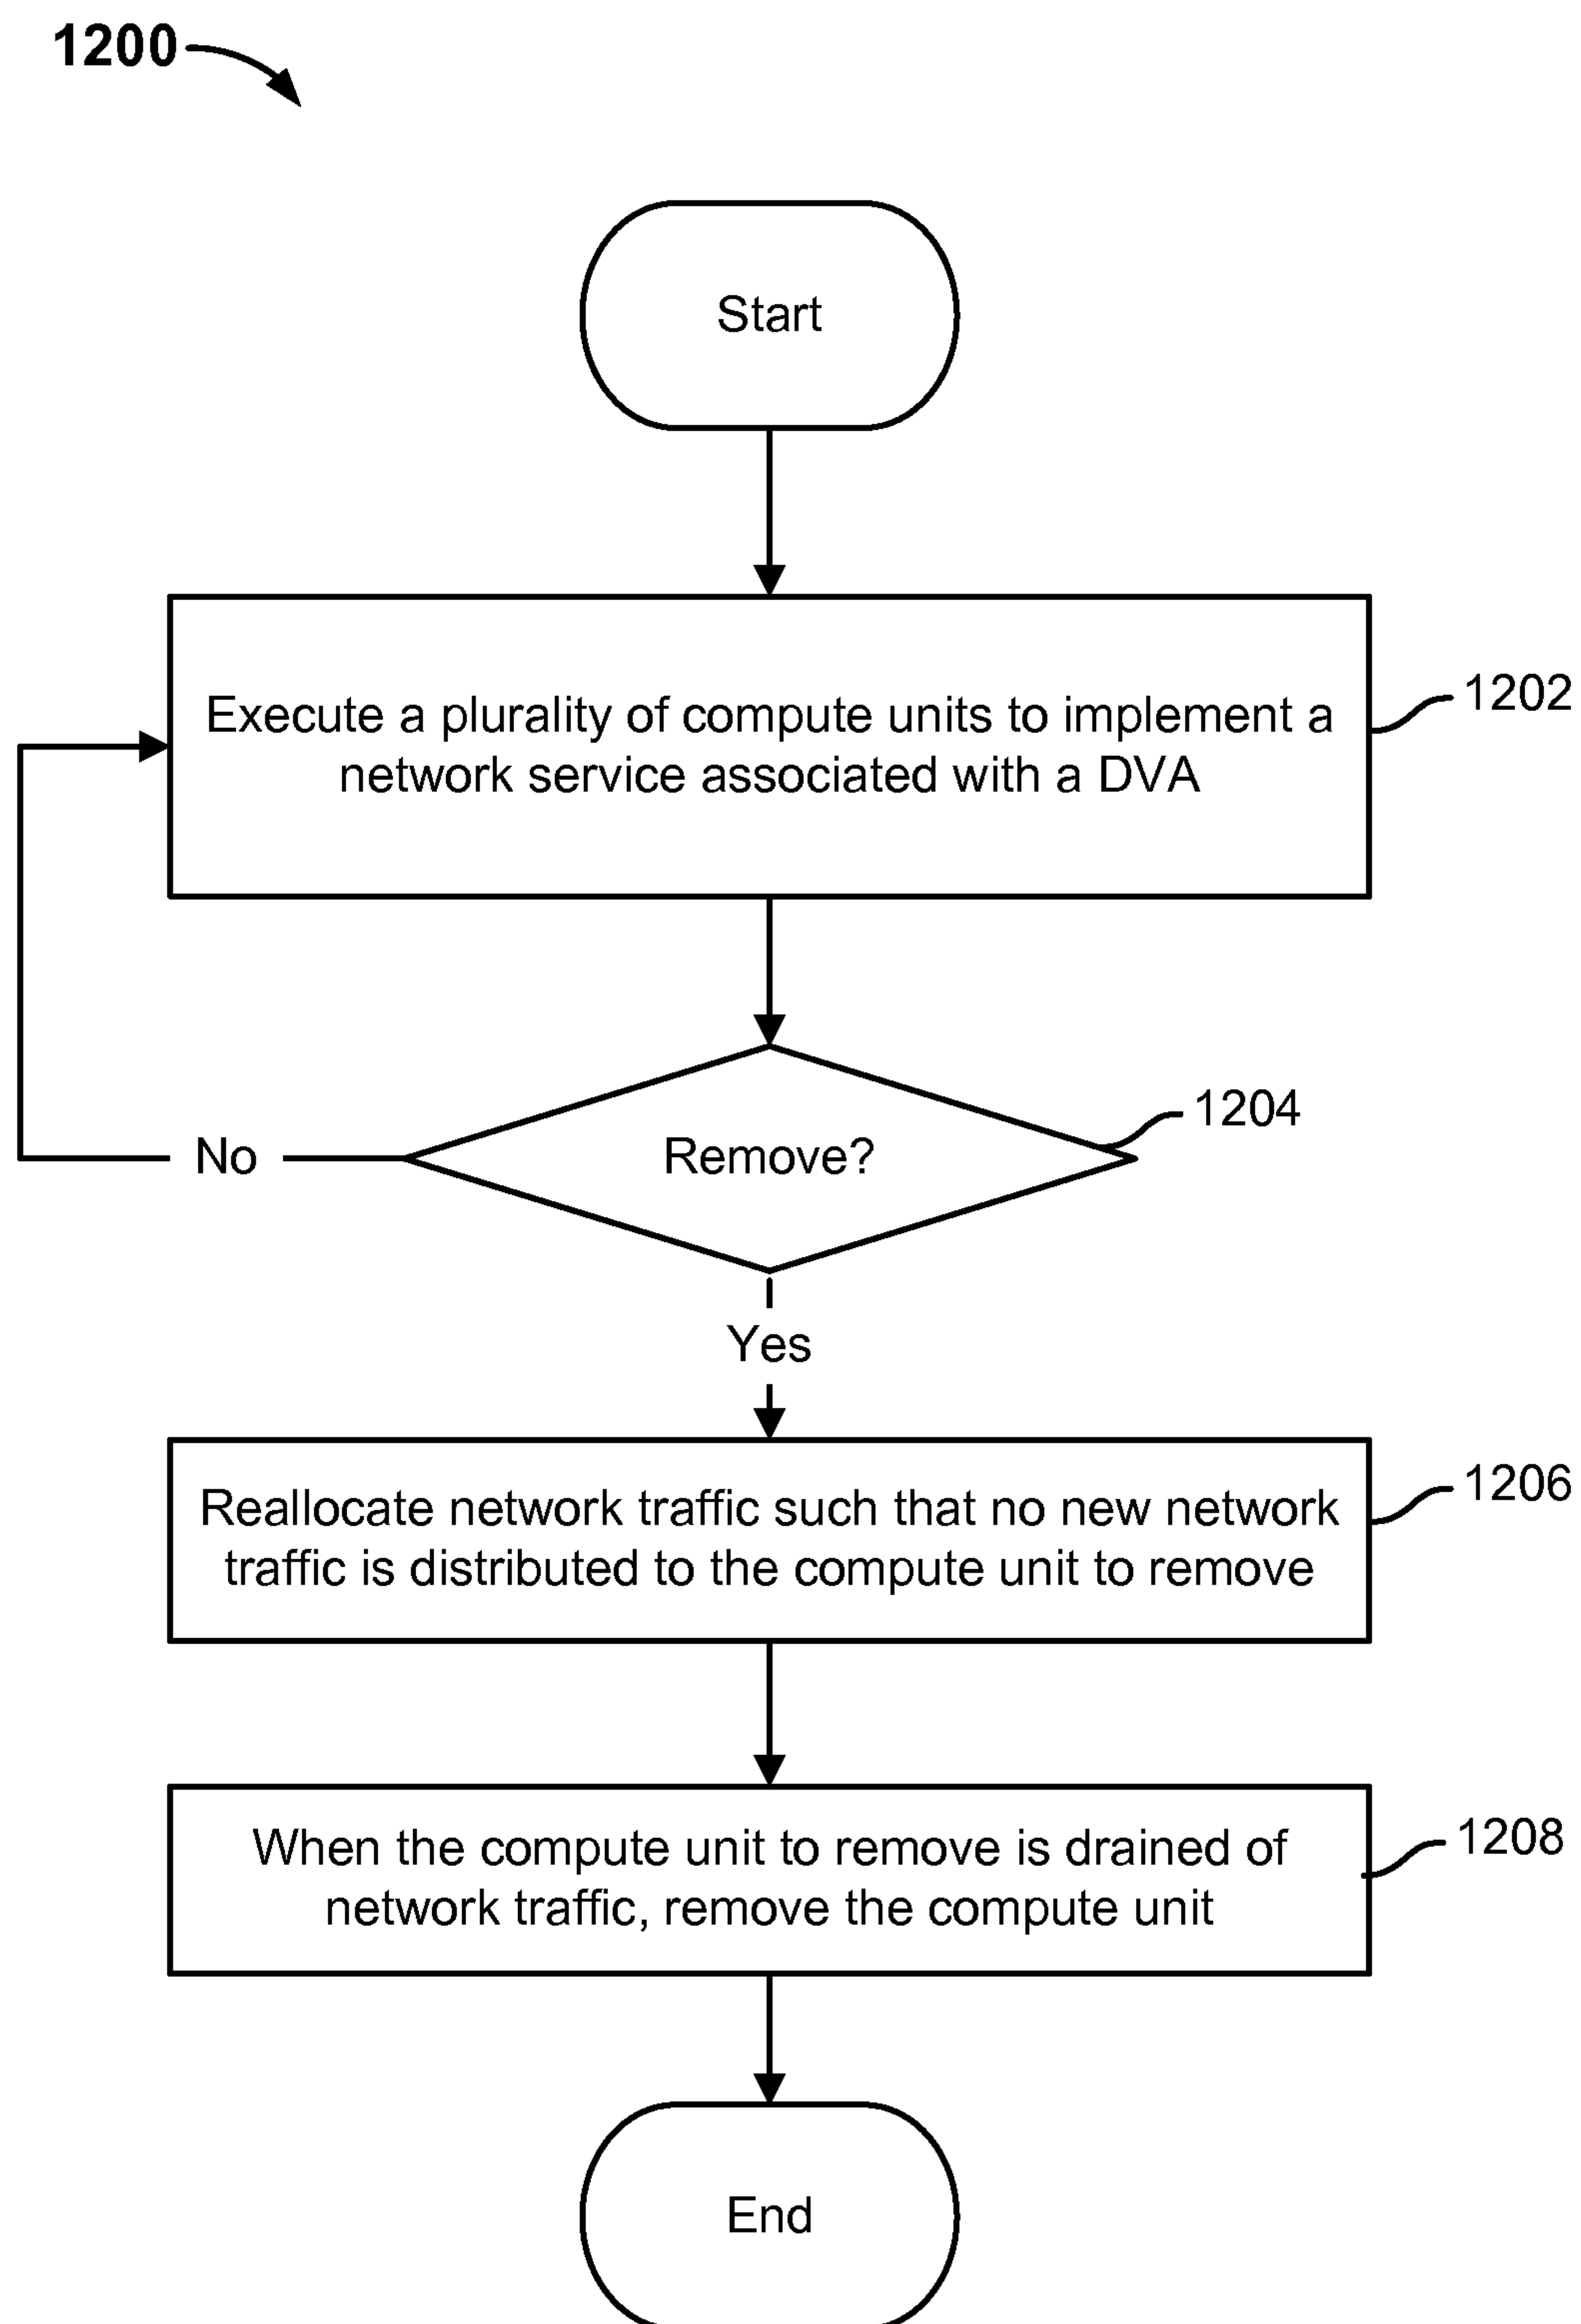 1200
Start
Execute a plurality of compute units to implement a
network service associated with a DVA
1202
Remove?
1204
No
Yes
Reallocate network traffic such that no new network
traffic is distributed to the compute unit to remove
1206
When the compute unit to remove is drained of
network traffic, remove the compute unit
1208
End